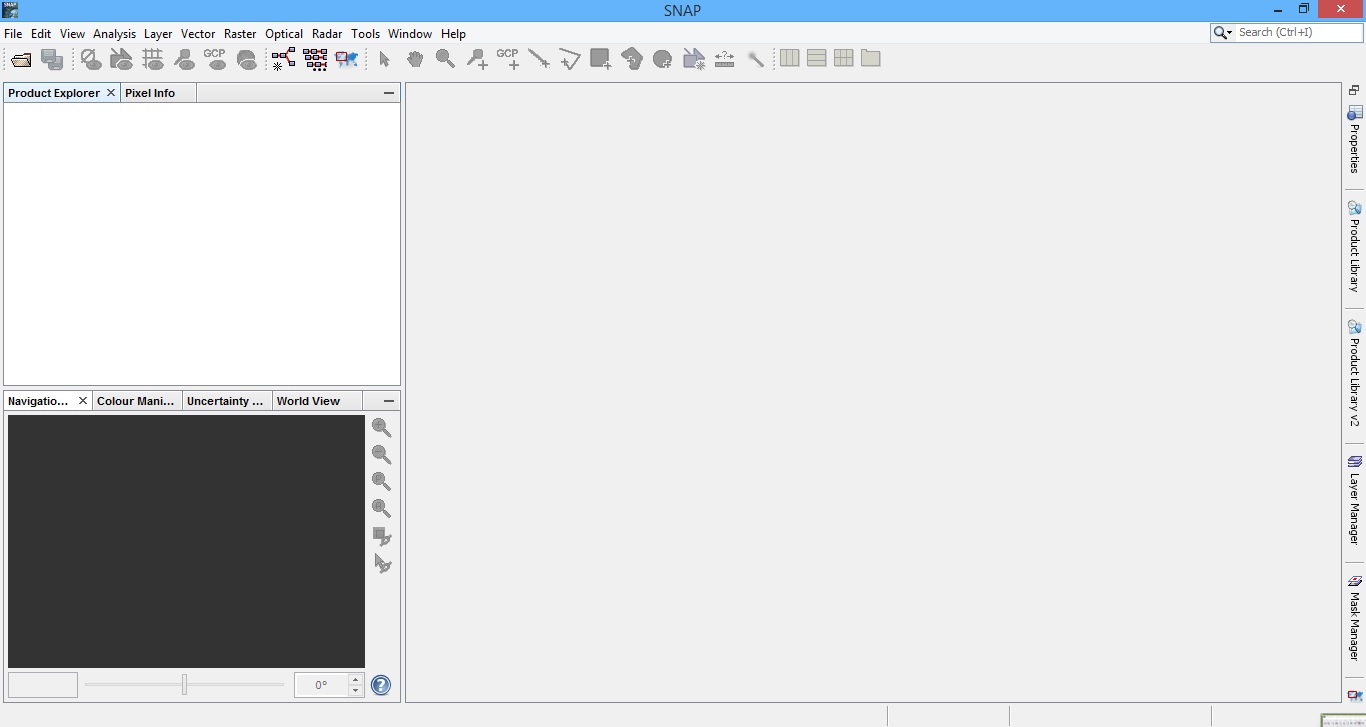 SNAP
File Edit View Analysis Layer Vector Raster Optical Radar Tools Window Help
Search (Ctrl+I)
GCP GCP
Product Explorer Pixel Info
Properties
Product Library
Product Library v2
Layer Manager
Mask Manager
Navigatio... Colour Mani... Uncertainty ... World View
0°